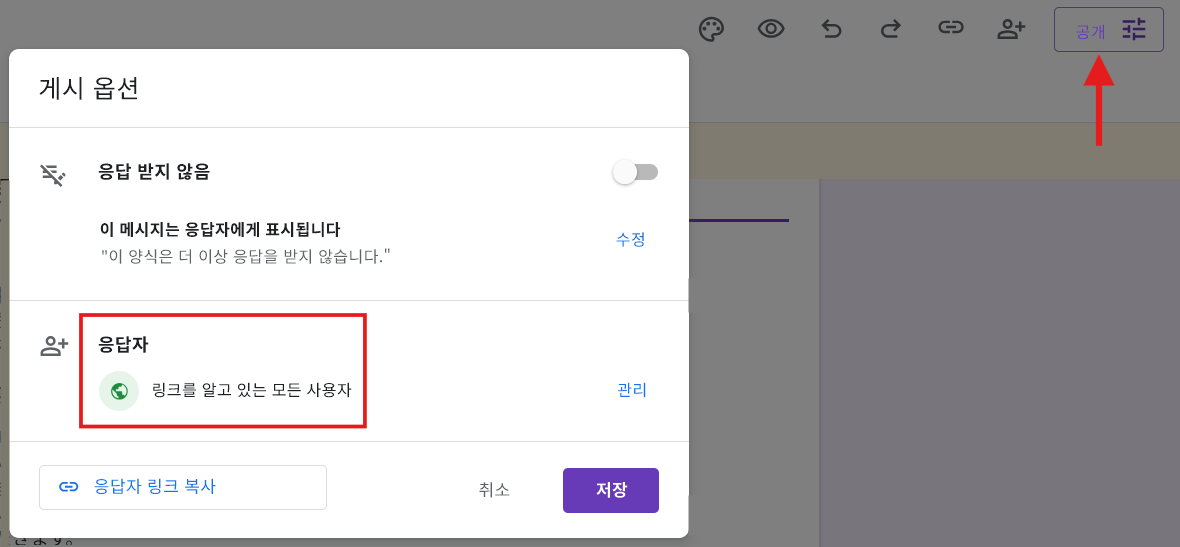 공개
게시 옵션
응답 받지 않음
이 메시지는 응답자에게 표시됩니다
"이 양식은 더 이상 응답을 받지 않습니다."
수정
응답자
링크를 알고 있는 모든 사용자
관리
응답자 링크 복사
취소
저장